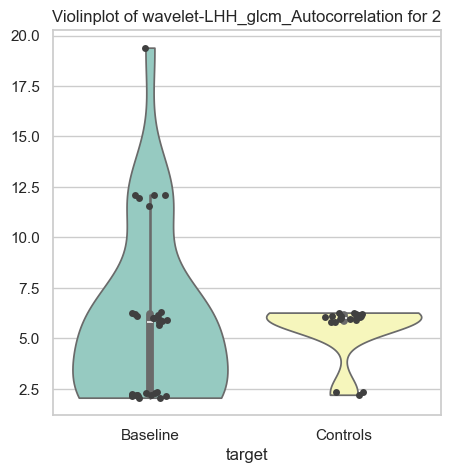 Violinplot of wavelet-LHH_glcm_Autocorrelation for 2
20.0
17.5
15.0
12.5
10.0
7.5
5.0
2.5
Baseline Controls
target